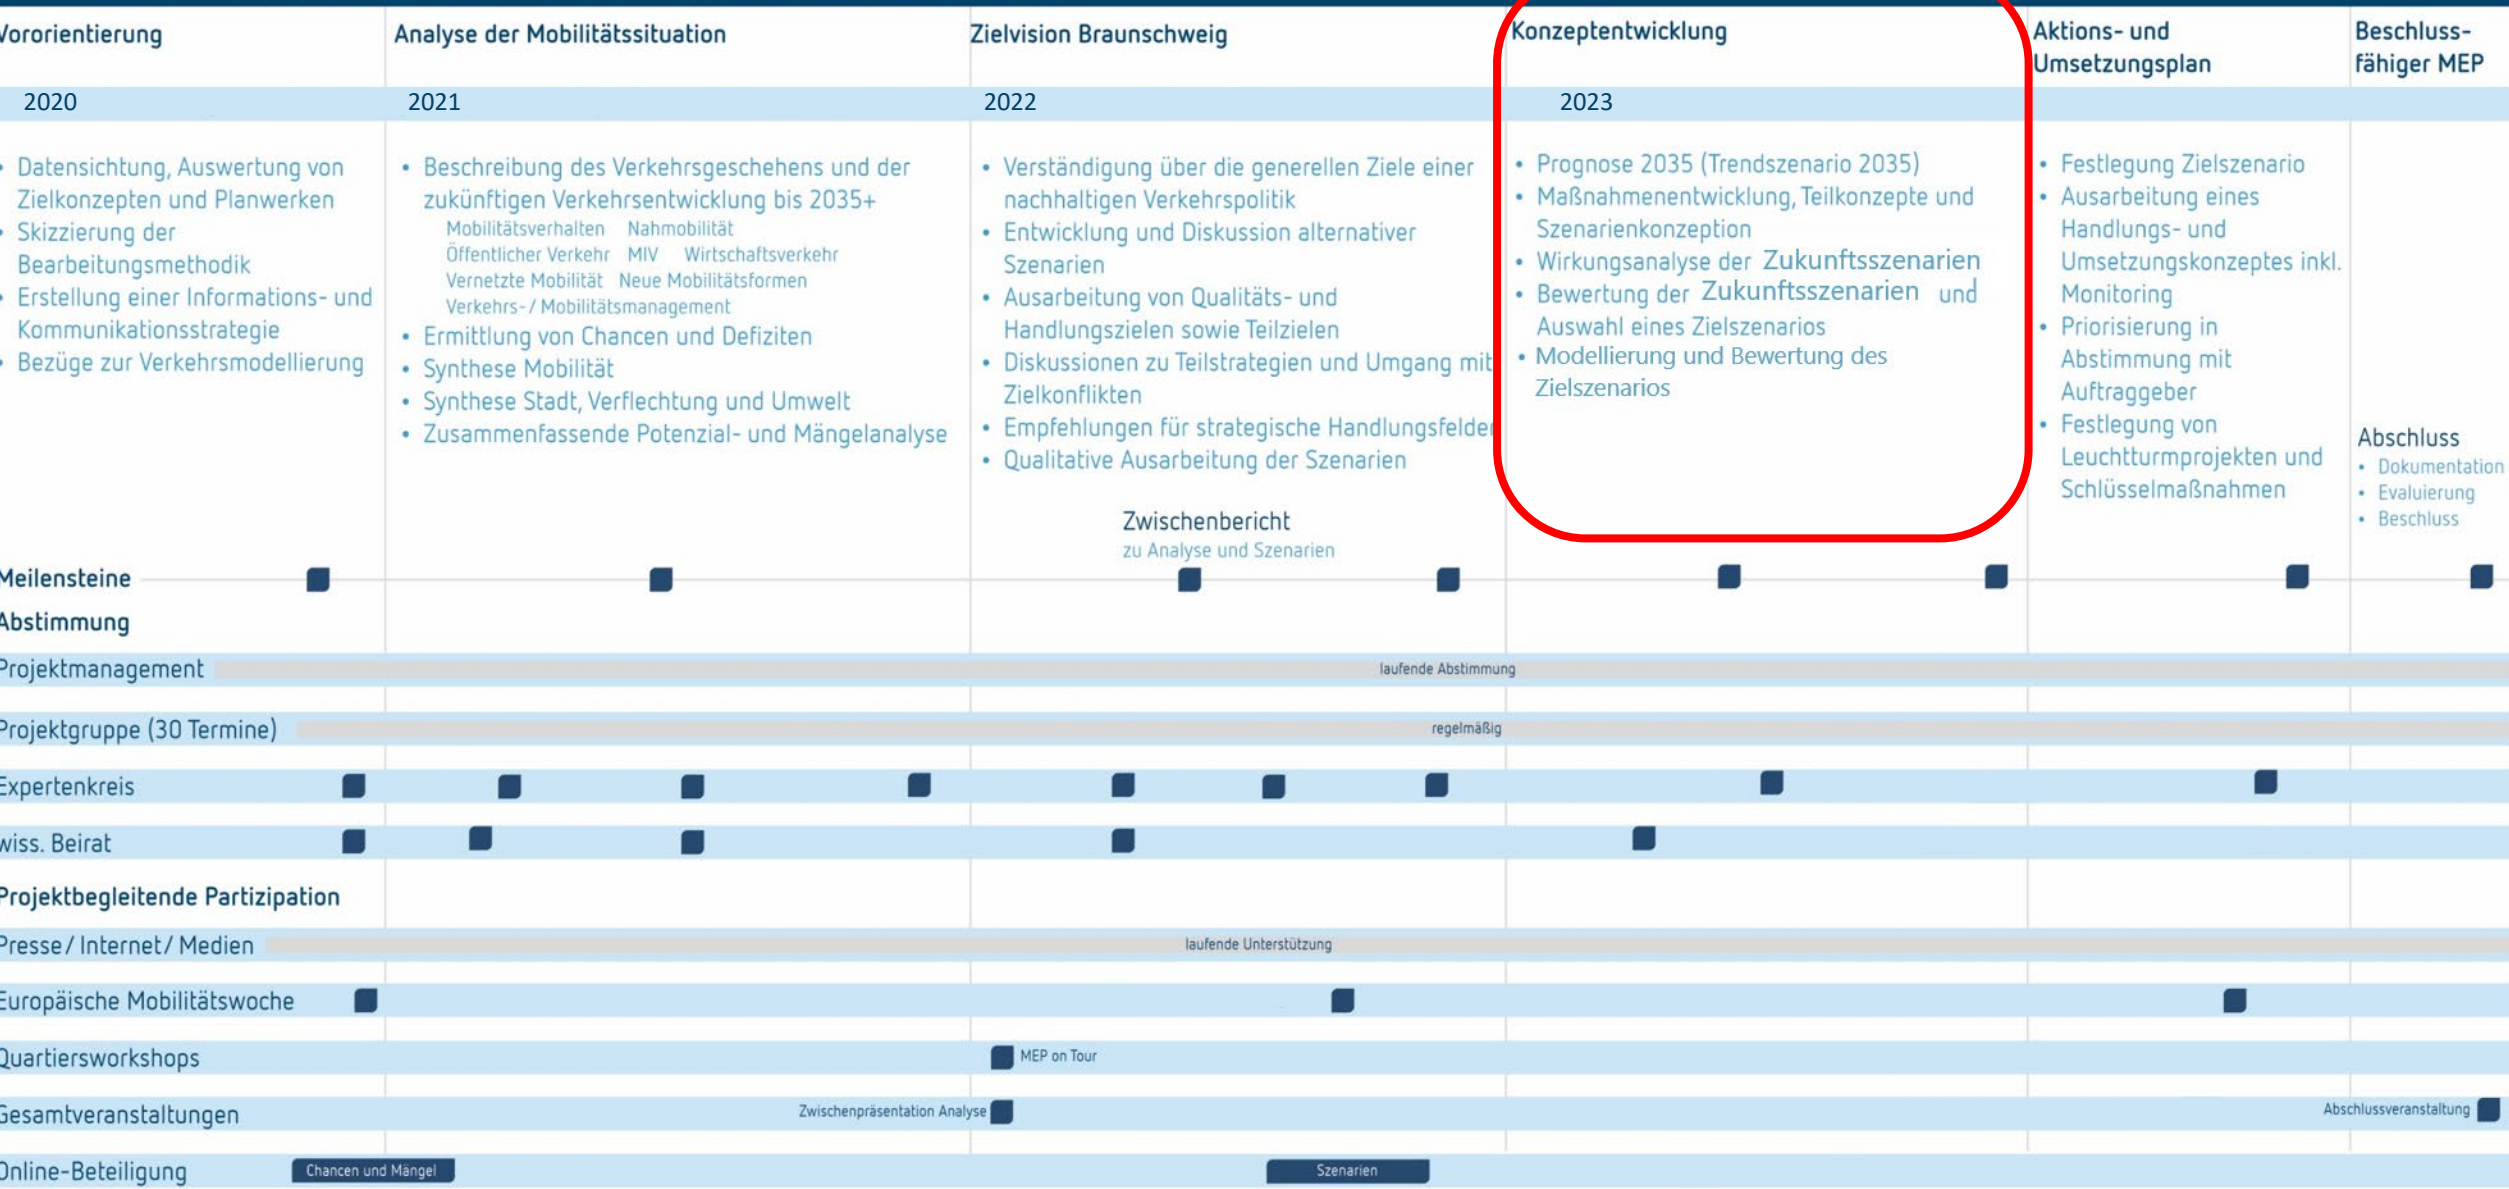 Vororientierung
Analyse der Mobilitätssituation
Zielvision Braunschweig
Konzeptentwicklung
Aktions- und
Umsetzungsplan
Beschluss-
fähiger MEP
2020
2021
2022
2023
• Datensichtung, Auswertung von
Zielkonzepten und Planwerken
• Skizzierung der
Bearbeitungsmethodik
• Erstellung einer Informations- und
Kommunikationsstrategie
• Bezüge zur Verkehrsmodellierung
• Beschreibung des Verkehrsgeschehens und der
zukünftigen Verkehrsentwicklung bis 2035+
Mobilitätsverhalten Nahmobilität
Öffentlicher Verkehr MIV Wirtschaftsverkehr
Vernetzte Mobilität Neue Mobilitätsformen
Verkehrs-/ Mobilitätsmanagement
• Ermittlung von Chancen und Defiziten
• Synthese Mobilität
• Synthese Stadt, Verflechtung und Umwelt
• Zusammenfassende Potenzial- und Mängelanalyse
• Verständigung über die generellen Ziele einer
nachhaltigen Verkehrspolitik
• Entwicklung und Diskussion alternativer
Szenarien
• Ausarbeitung von Qualitäts- und
Handlungszielen sowie Teilzielen
• Diskussionen zu Teilstrategien und Umgang mit
Zielkonflikten
• Empfehlungen für strategische Handlungsfelder
• Qualitative Ausarbeitung der Szenarien
Zwischenbericht
zu Analyse und Szenarien
• Prognose 2035 (Trendszenario 2035)
• Maßnahmenentwicklung, Teilkonzepte und
Szenarienkonzeption
• Wirkungsanalyse der Zukunftsszenarien
• Bewertung der Zukunftsszenarien und
Auswahl eines Zielszenarios
• Modellierung und Bewertung des
Zielszenarios
• Festlegung Zielszenario
• Ausarbeitung eines
Handlungs- und
Umsetzungskonzeptes inkl.
Monitoring
• Priorisierung in
Abstimmung mit
Auftraggeber
• Festlegung von
Leuchtturmprojekten und
Schlüsselmaßnahmen
Abschluss
• Dokumentation
• Evaluierung
• Beschluss
Meilensteine
Abstimmung
Projektmanagement
laufende Abstimmung
Projektgruppe (30 Termine)
regelmäßig
Expertenkreis
wiss. Beirat
Projektbegleitende Partizipation
Presse/ Internet/ Medien
laufende Unterstützung
Europäische Mobilitätswoche
Quartiersworkshops
MEP on Tour
Gesamtveranstaltungen
Zwischenpräsentation Analyse
Abschlussveranstaltung
Online-Beteiligung
Chancen und Mängel
Szenarien